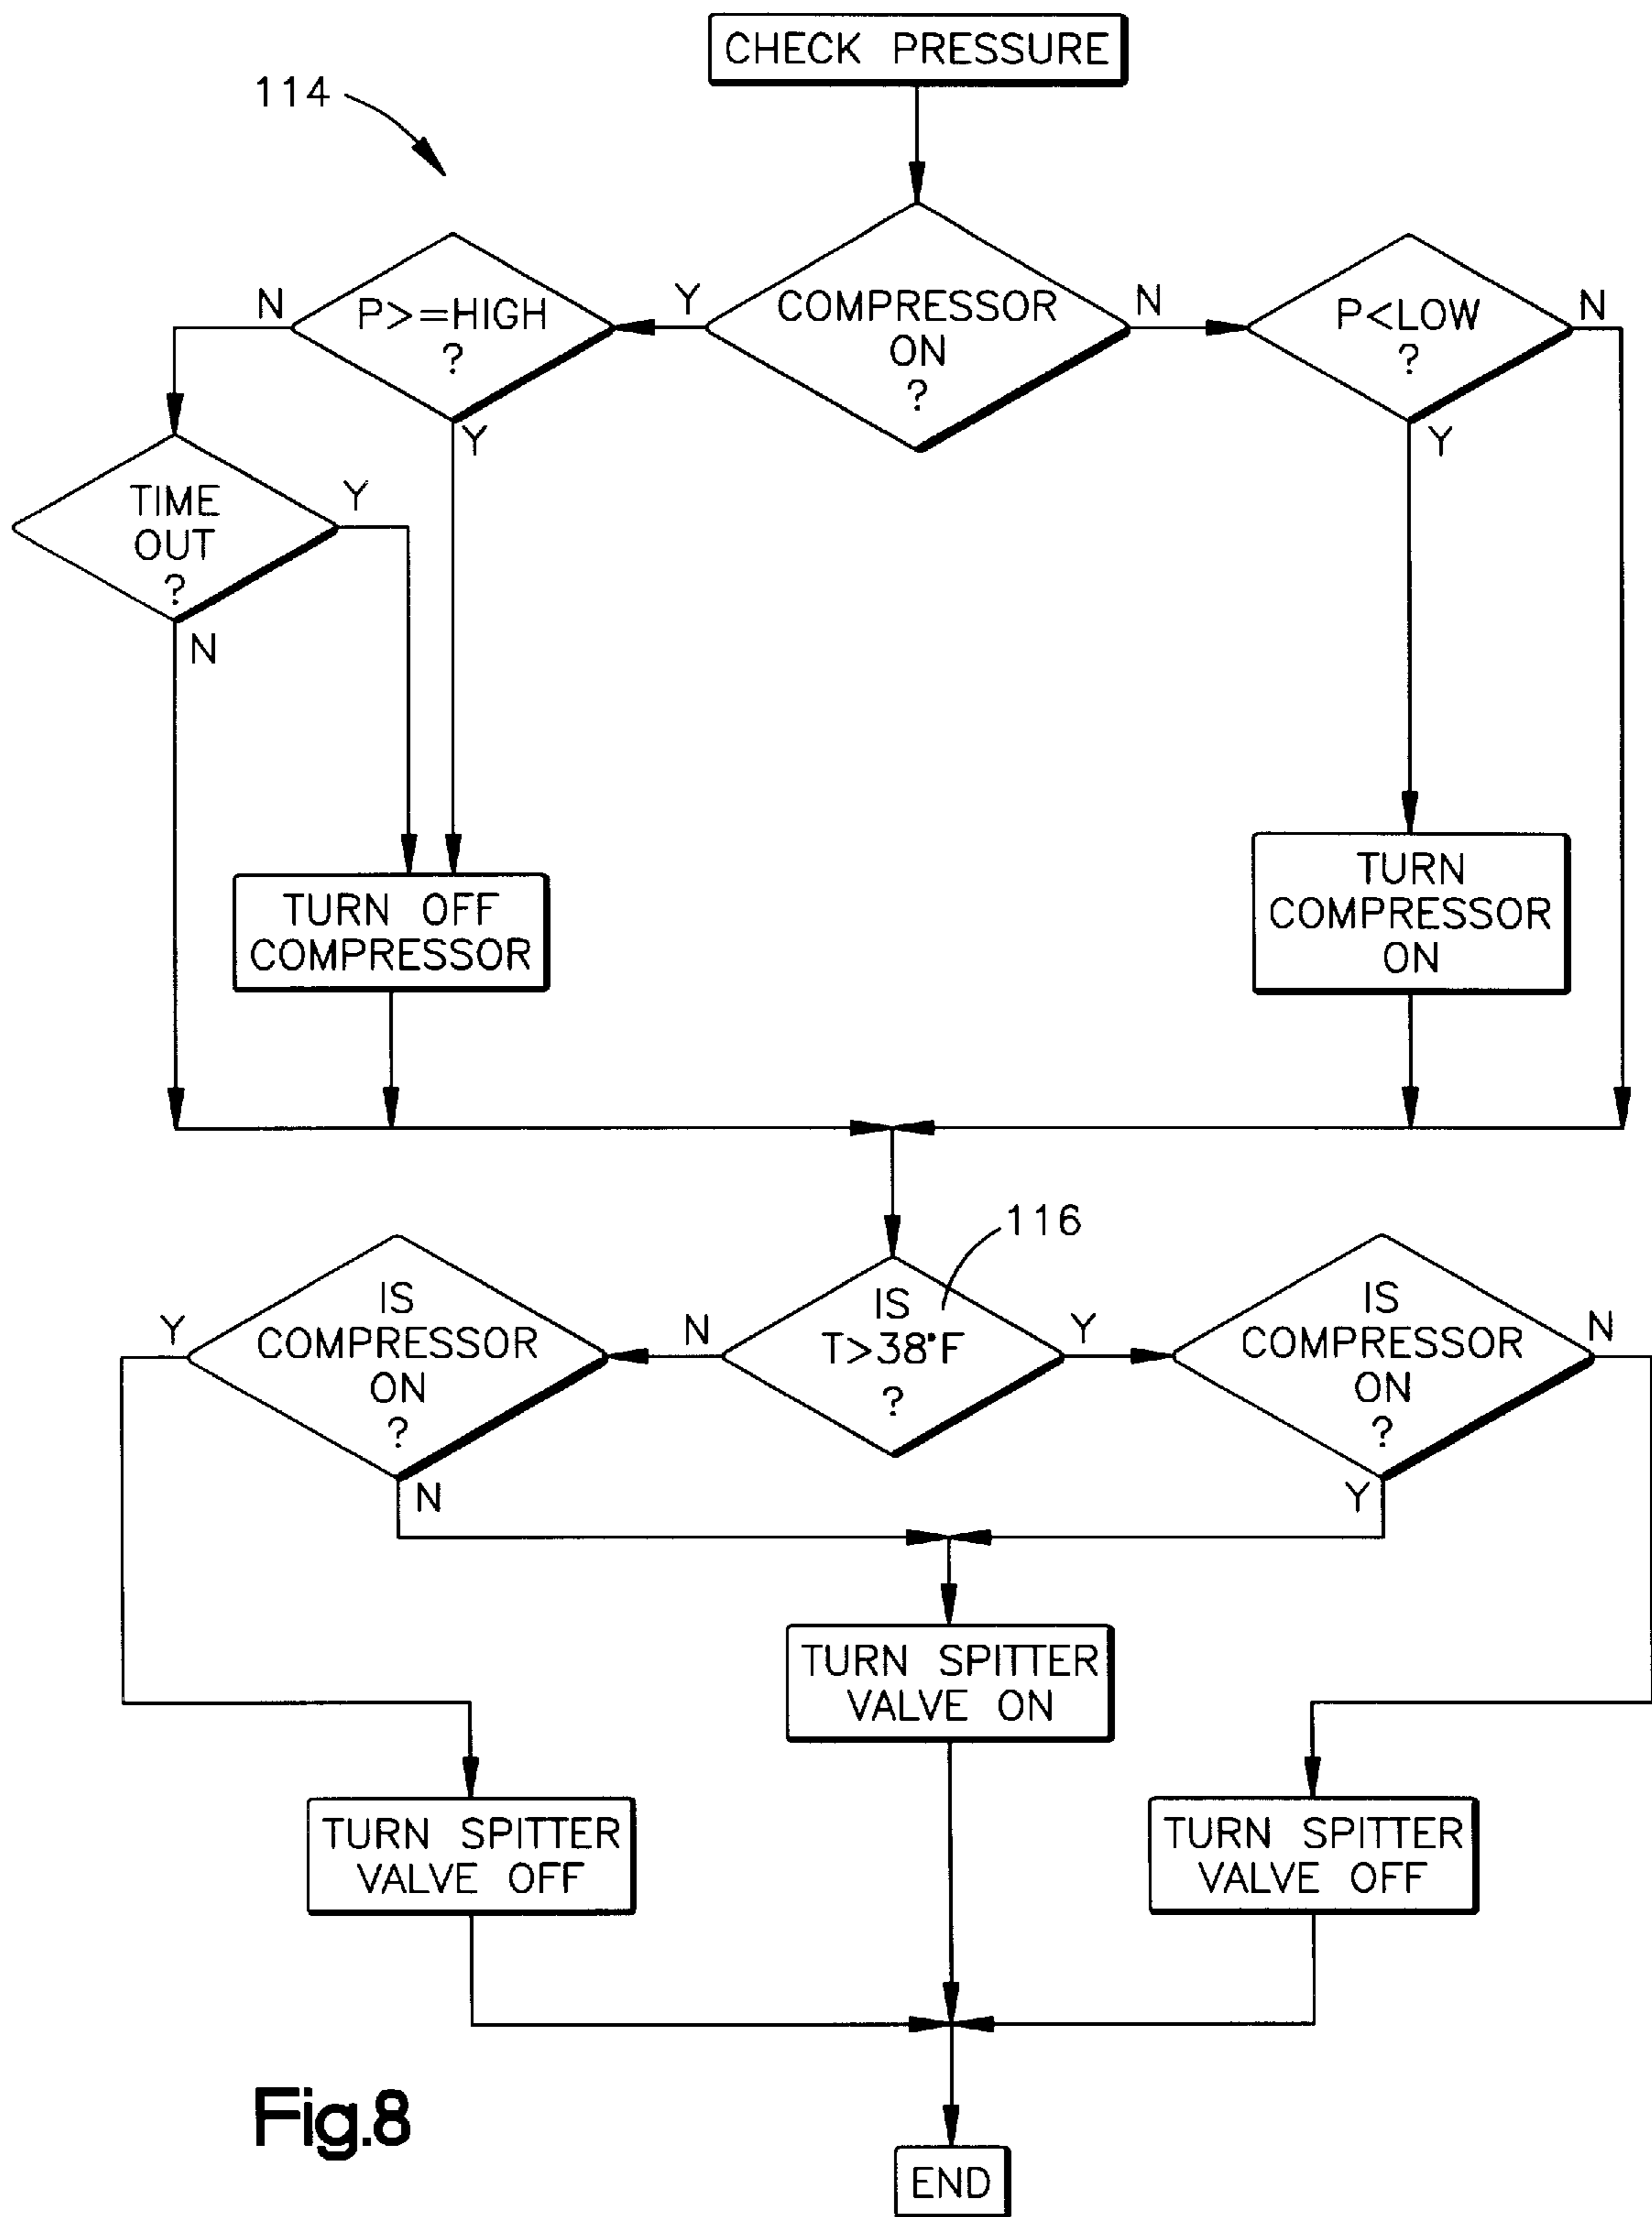 CHECK PRESSURE
114
COMPRESSOR
ON
?
Y
N
P>=HIGH
?
N
Y
P<LOW
?
N
Y
TIME
OUT
?
Y
N
TURN OFF
COMPRESSOR
TURN
COMPRESSOR
ON
116
IS
T>38°F
?
N
Y
IS
COMPRESSOR
ON
?
Y
N
IS
COMPRESSOR
ON
?
N
Y
TURN SPITTER
VALVE ON
TURN SPITTER
VALVE OFF
TURN SPITTER
VALVE OFF
END
Fig.8